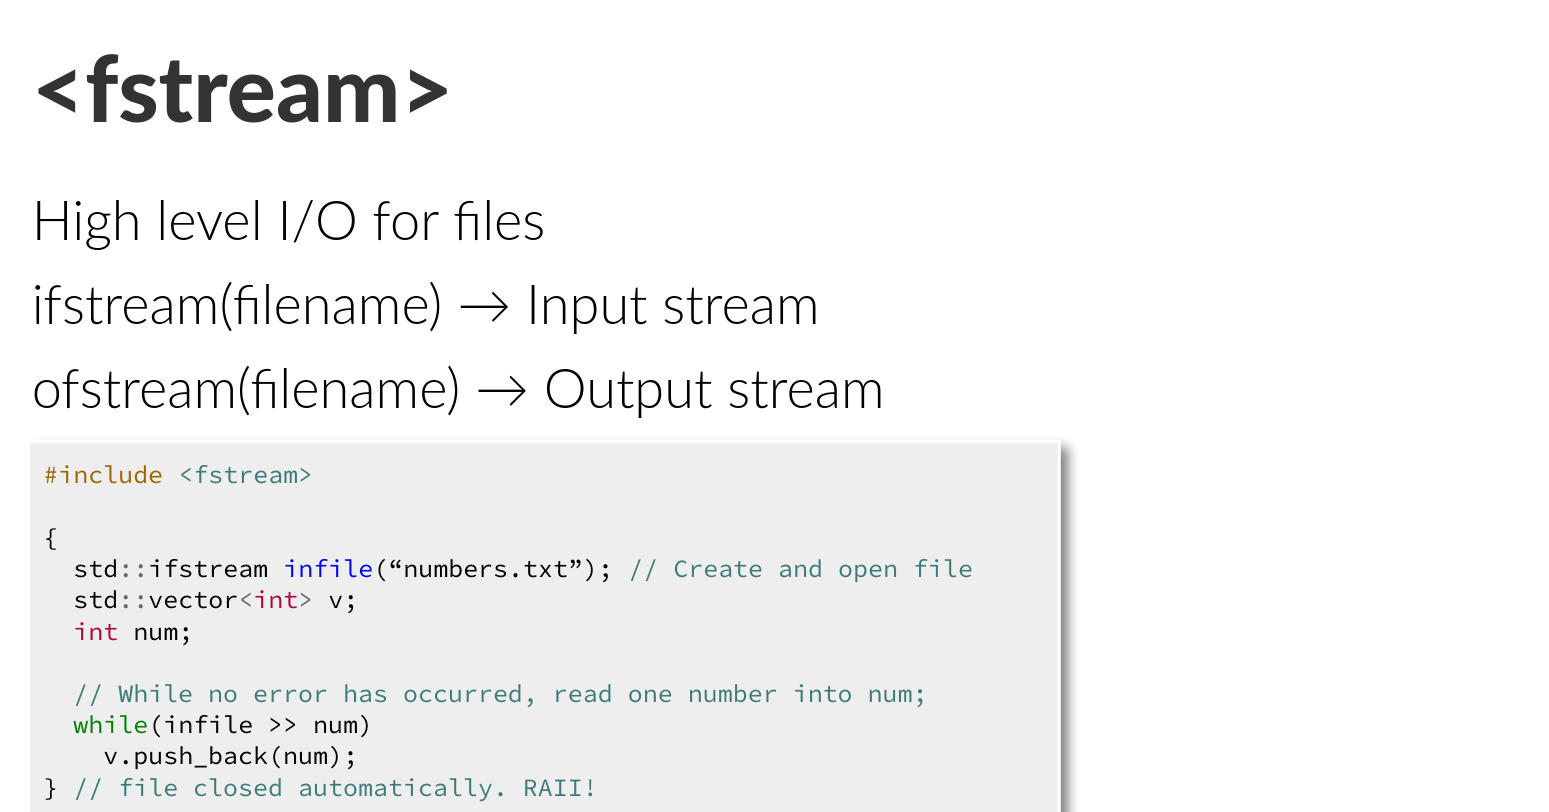 <fstream>
High level I/O for files
ifstream(filename) → Input stream
ofstream(filename) → Output stream
#include <fstream>
{
std::ifstream infile(“numbers.txt”); // Create and open file
std::vector<int> v;
int num;
// While no error has occurred, read one number into num;
while(infile >> num)
v.push_back(num);
} // file closed automatically. RAII!